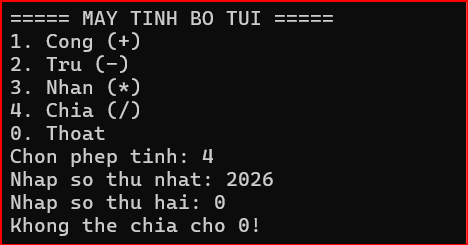 ===== MAY TINH BO TUI =====
1. Cong (+)
2. Tru (-)
3. Nhan (*)
4. Chia (/)
0. Thoat
Chon phep tinh: 4
Nhap so thu nhat: 2026
Nhap so thu hai: 0
Khong the chia cho 0!